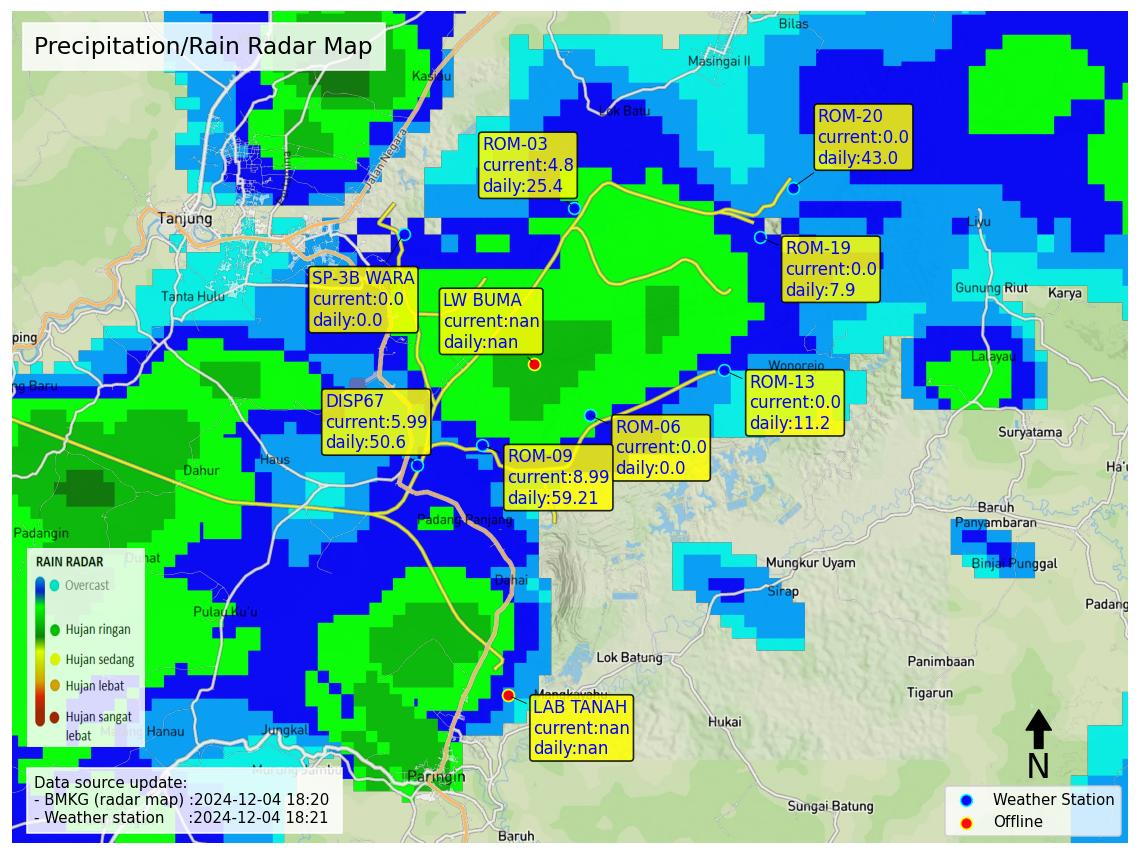 Precipitation/Rain Radar Map
Bilas
Kasiau
Masingai II
Lok Batu
Jalan Negara
ROM-20
current:0.0
daily:43.0
ROM-03
current:4.8
daily:25.4
Tanjung
Liyu
ROM-19
current:0.0
daily:7.9
SP-3B WARA
current:0.0
daily:0.0
LW BUMA
current:nan
daily:nan
Tanta Hulu
Gunung Riut
Karya
ping
Lalayau
Wonorejo
ng Baru
ROM-13
current:0.0
daily:11.2
DISP67
current:5.99
daily:50.6
ROM-06
current:0.0
daily:0.0
Suryatama
ROM-09
current:8.99
daily:59.21
Haus
Dahur
Ha'u
Baruh
Panyambaran
Padang Panjang
Padangin
Binjai Punggal
Mungkur Uyam
Dahai
Sirap
Padang
Pulau Ku'u
RAIN RADAR
Overcast
Hujan ringan
Hujan sedang
Hujan lebat
Hujan sangat
lebat
Lok Batung
Panimbaan
Tigarun
LAB TANAH
current:nan
daily:nan
Hukai
Jungkal
Paringin
Sungai Batung
Baruh
Data source update:
- BMKG (radar map) :2024-12-04 18:20
- Weather station :2024-12-04 18:21
N
Weather Station
Offline